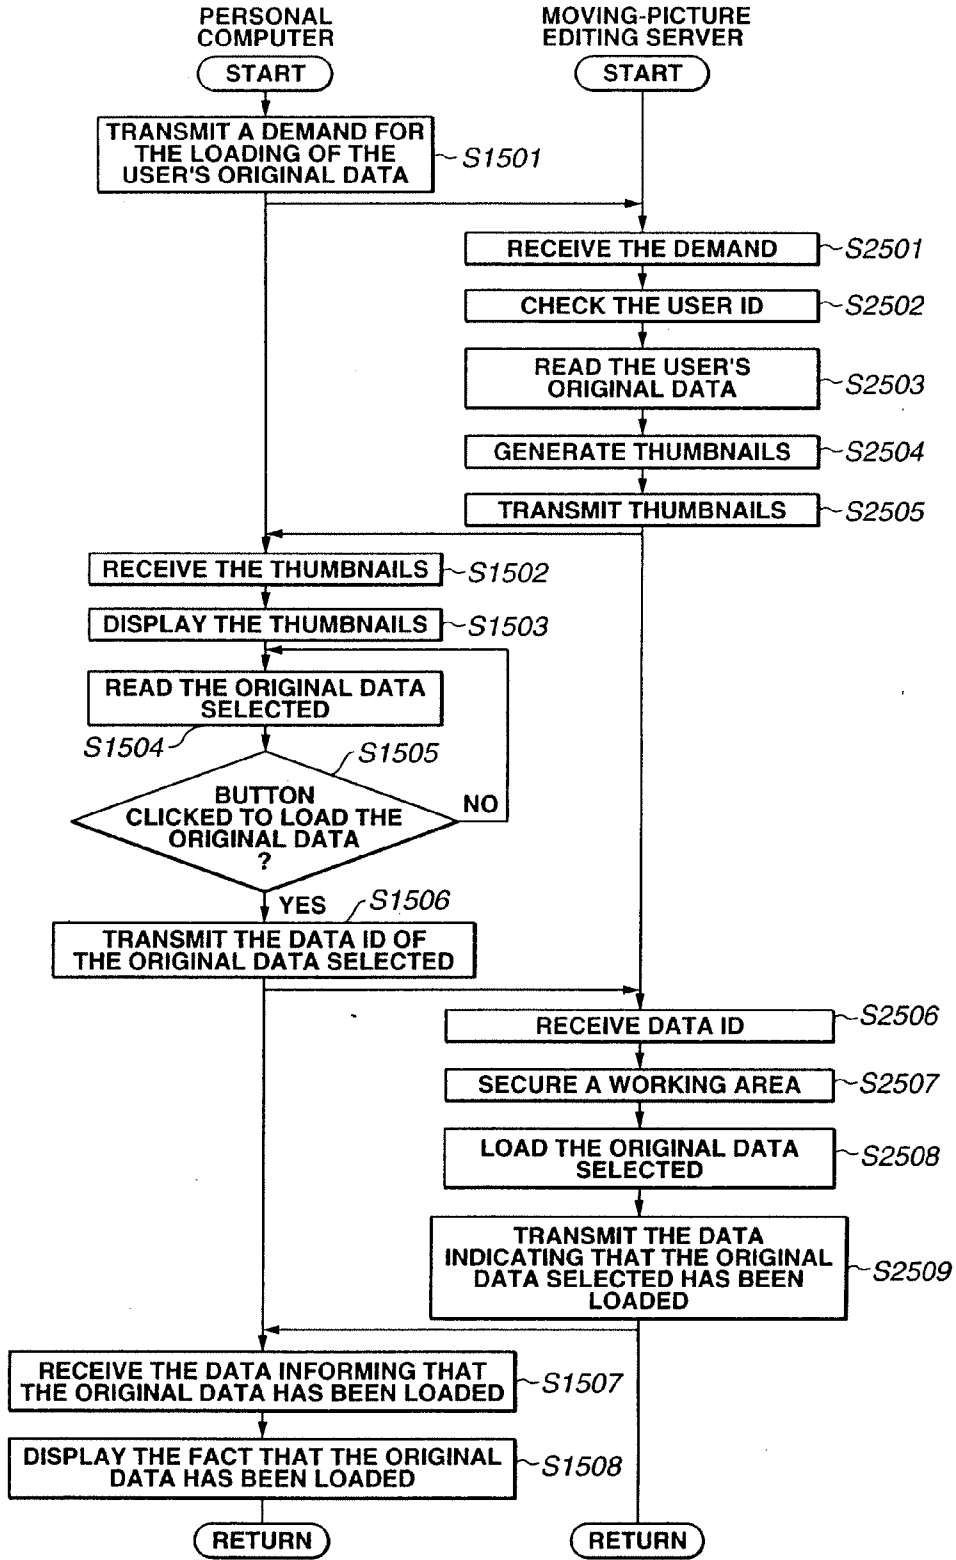 PERSONAL
COMPUTER
MOVING-PICTURE
EDITING SERVER
START
START
TRANSMIT A DEMAND FOR
THE LOADING OF THE
USER'S ORIGINAL DATA
S1501
RECEIVE THE DEMAND
S2501
CHECK THE USER ID
S2502
READ THE USER'S
ORIGINAL DATA
S2503
GENERATE THUMBNAILS
S2504
TRANSMIT THUMBNAILS
S2505
RECEIVE THE THUMBNAILS
S1502
DISPLAY THE THUMBNAILS
S1503
READ THE ORIGINAL DATA
SELECTED
S1504
S1505
BUTTON
CLICKED TO LOAD THE
ORIGINAL DATA
?
NO
YES
S1506
TRANSMIT THE DATA ID OF
THE ORIGINAL DATA SELECTED
RECEIVE DATA ID
S2506
SECURE A WORKING AREA
S2507
LOAD THE ORIGINAL DATA
SELECTED
S2508
TRANSMIT THE DATA
INDICATING THAT THE ORIGINAL
DATA SELECTED HAS BEEN
LOADED
S2509
RECEIVE THE DATA INFORMING THAT
THE ORIGINAL DATA HAS BEEN LOADED
S1507
DISPLAY THE FACT THAT THE ORIGINAL
DATA HAS BEEN LOADED
S1508
RETURN
RETURN